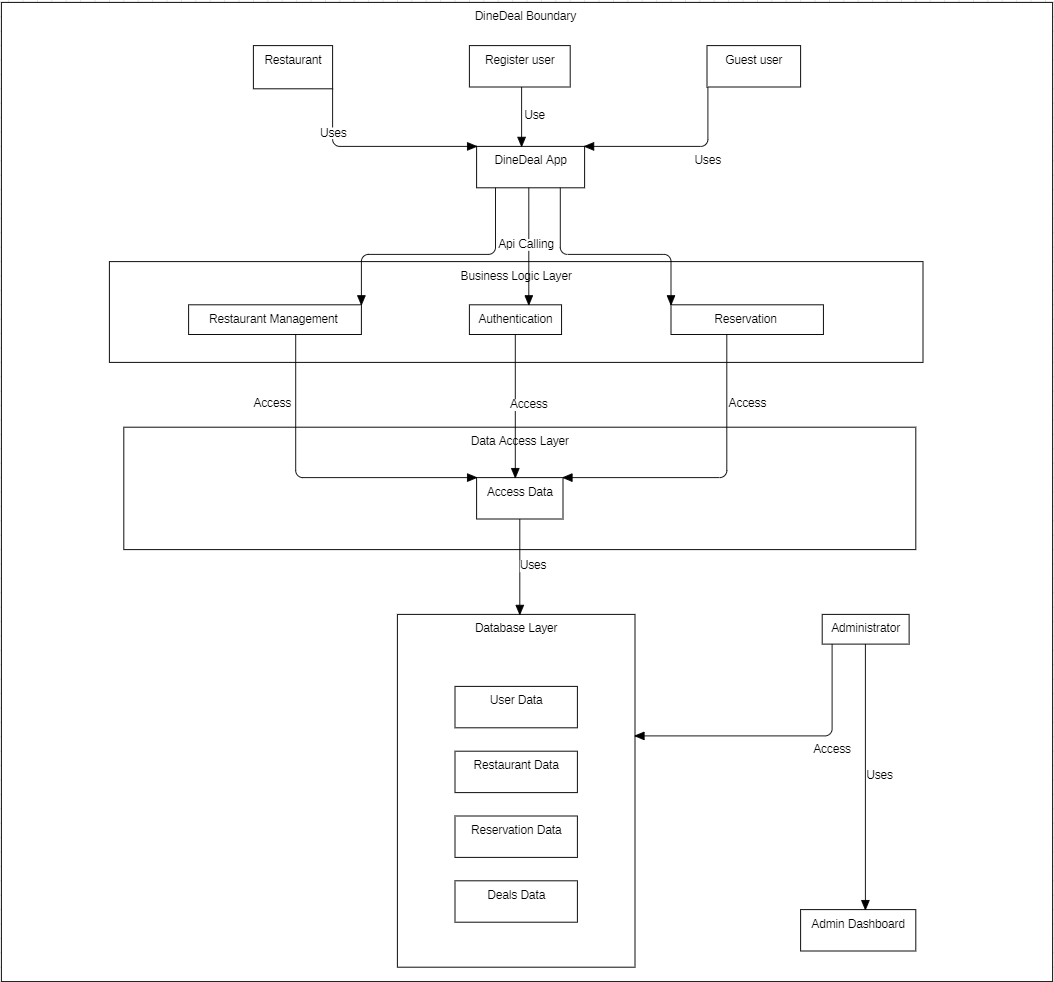 DineDeal Boundary
Restaurant
Register user
Guest user
Use
Uses
Uses
DineDeal App
Api Calling
Business Logic Layer
Restaurant Management
Authentication
Reservation
Access
Access
Access
Data Access Layer
Access Data
Uses
Database Layer
Administrator
User Data
Restaurant Data
Reservation Data
Deals Data
Access
Uses
Admin Dashboard